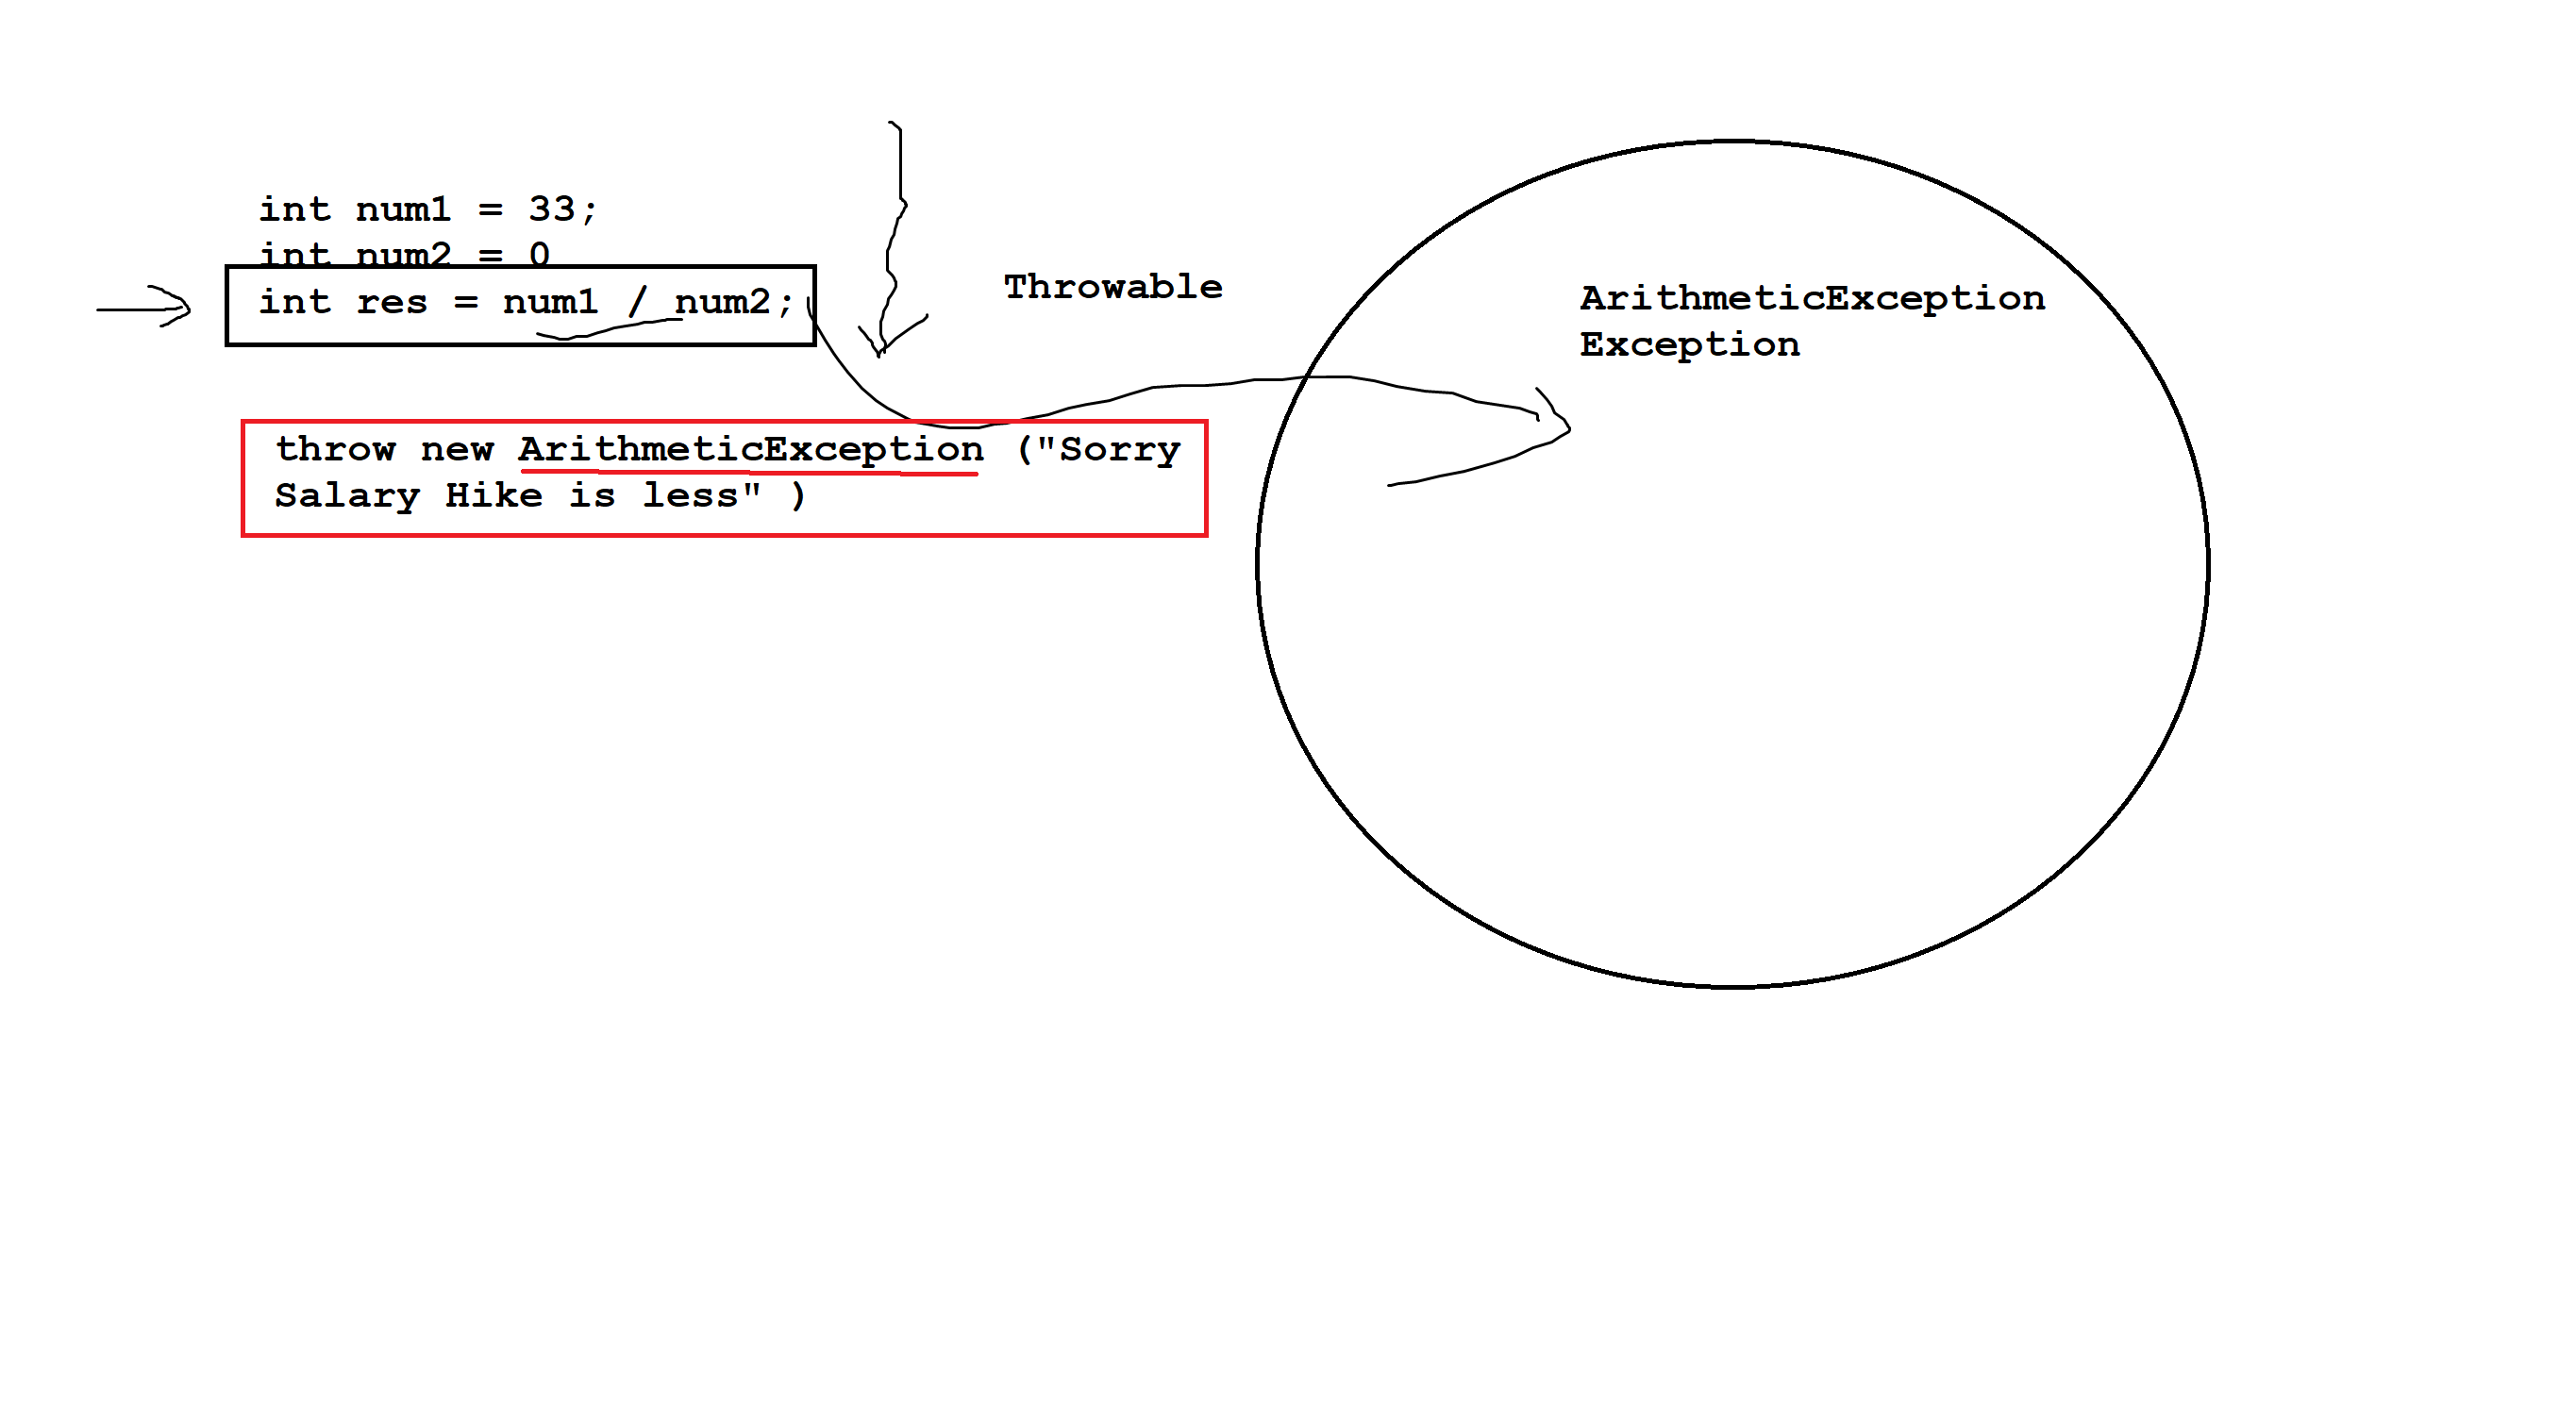 int num1 = 33;
int num2 = 0
int res = num1 / num2;
Throwable
ArithmeticException
Exception
throw new ArithmeticException ("Sorry
Salary Hike is less" )